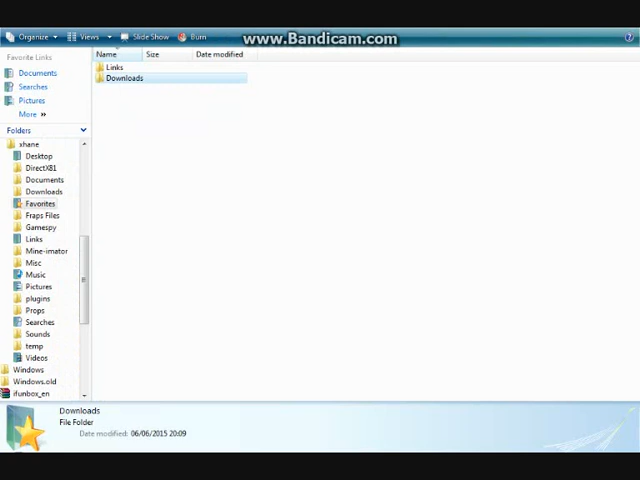 Organize Views Slide Show Burn www.Bandicam.com
Favorite Links
Name Size Date modified
Documents
Searches
Pictures
More »
Links
Downloads
Folders
xhane
Desktop
DirectX81
Documents
Downloads
Favorites
Fraps Files
Gamespy
Links
Mine-imator
Misc
Music
Pictures
plugins
Props
Searches
Sounds
temp
Videos
Windows
Windows.old
ifunbox_en
Downloads
File Folder
Date modified: 06/06/2015 20:09